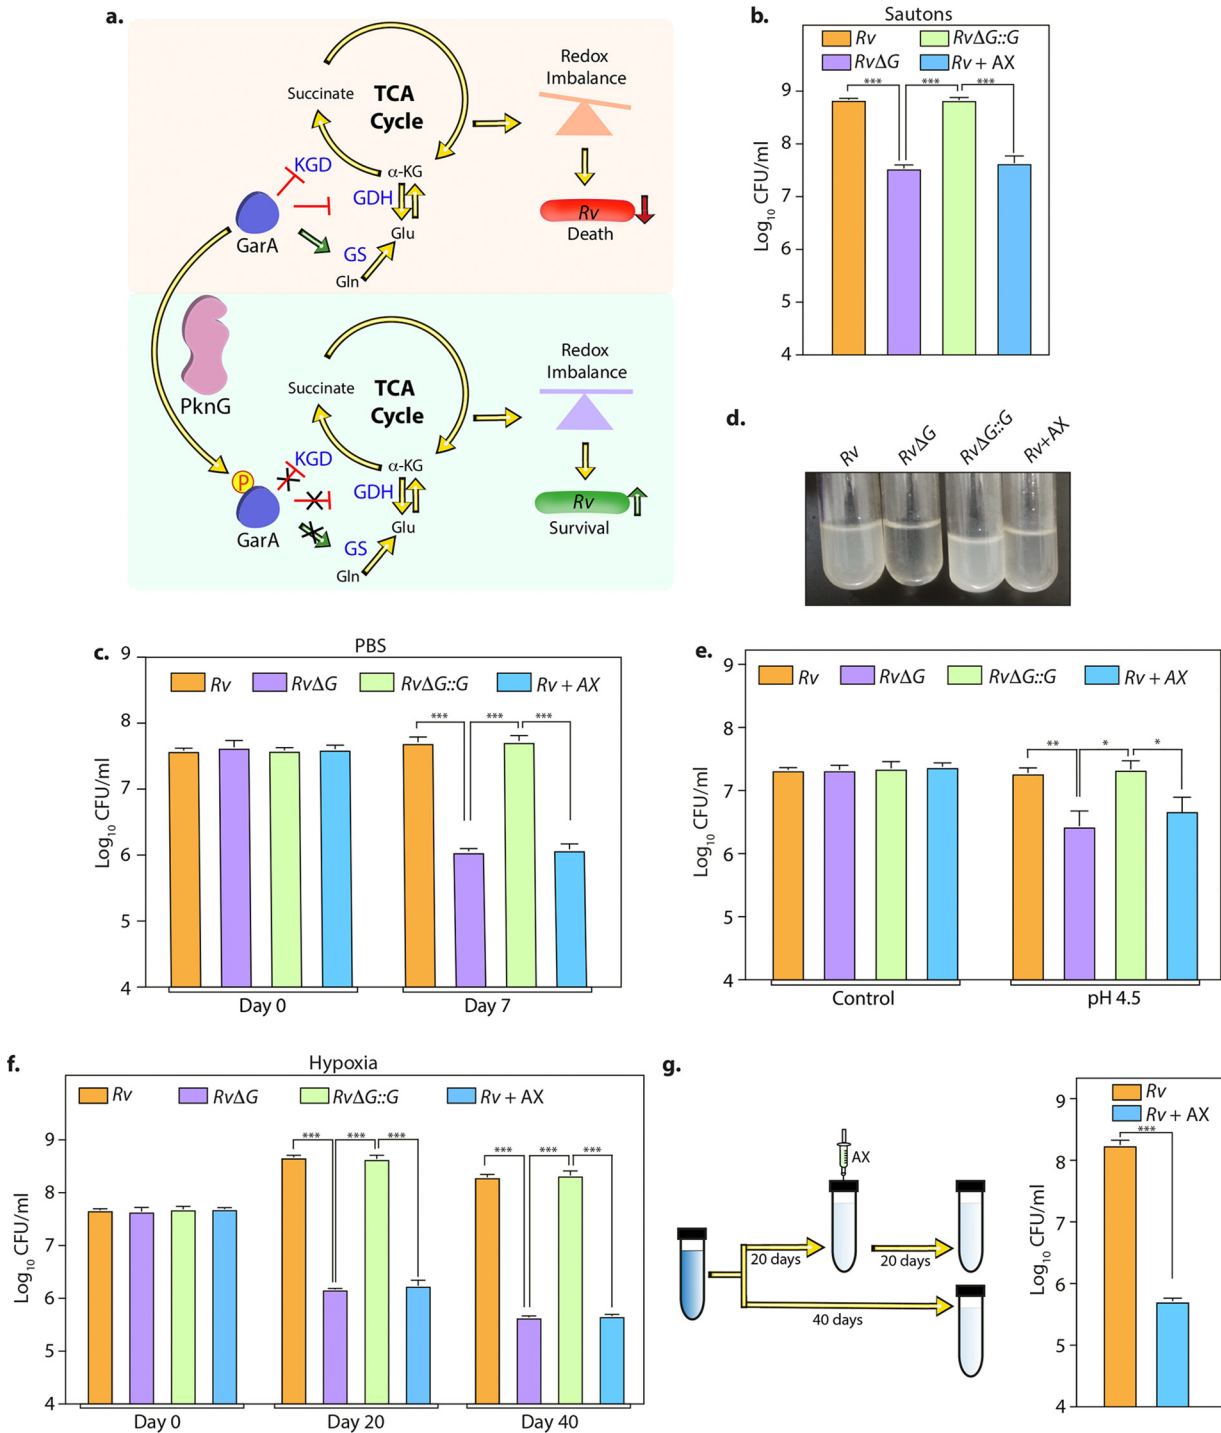 a.
Succinate
TCA
Cycle
Redox
Imbalance
KGD
α-KG
GDH
GarA
Glu
GS
Gln
Rv
Death
PknG
Succinate
TCA
Cycle
Redox
Imbalance
P
KGD
α-KG
GDH
GarA
Glu
GS
Gln
Rv
Survival
b.
Sautons
Rv
RvΔG::G
RvΔG
Rv + AX
*** *** ***
Log10 CFU/ml
9
8
7
6
5
4
d.
Rv RvΔG RvΔG::G Rv+AX
c.
PBS
Rv RvΔG RvΔG::G Rv + AX
*** *** ***
Log10 CFU/ml
9
8
7
6
5
4
Day 0 Day 7
e.
Rv RvΔG RvΔG::G Rv + AX
** * *
Log10 CFU/ml
9
8
7
6
5
4
Control pH 4.5
f.
Hypoxia
Rv RvΔG RvΔG::G Rv + AX
*** *** *** *** *** ***
Log10 CFU/ml
9
8
7
6
5
4
Day 0 Day 20 Day 40
g.
AX
20 days 20 days
40 days
Rv
Rv + AX
***
Log10 CFU/ml
9
8
7
6
5
4